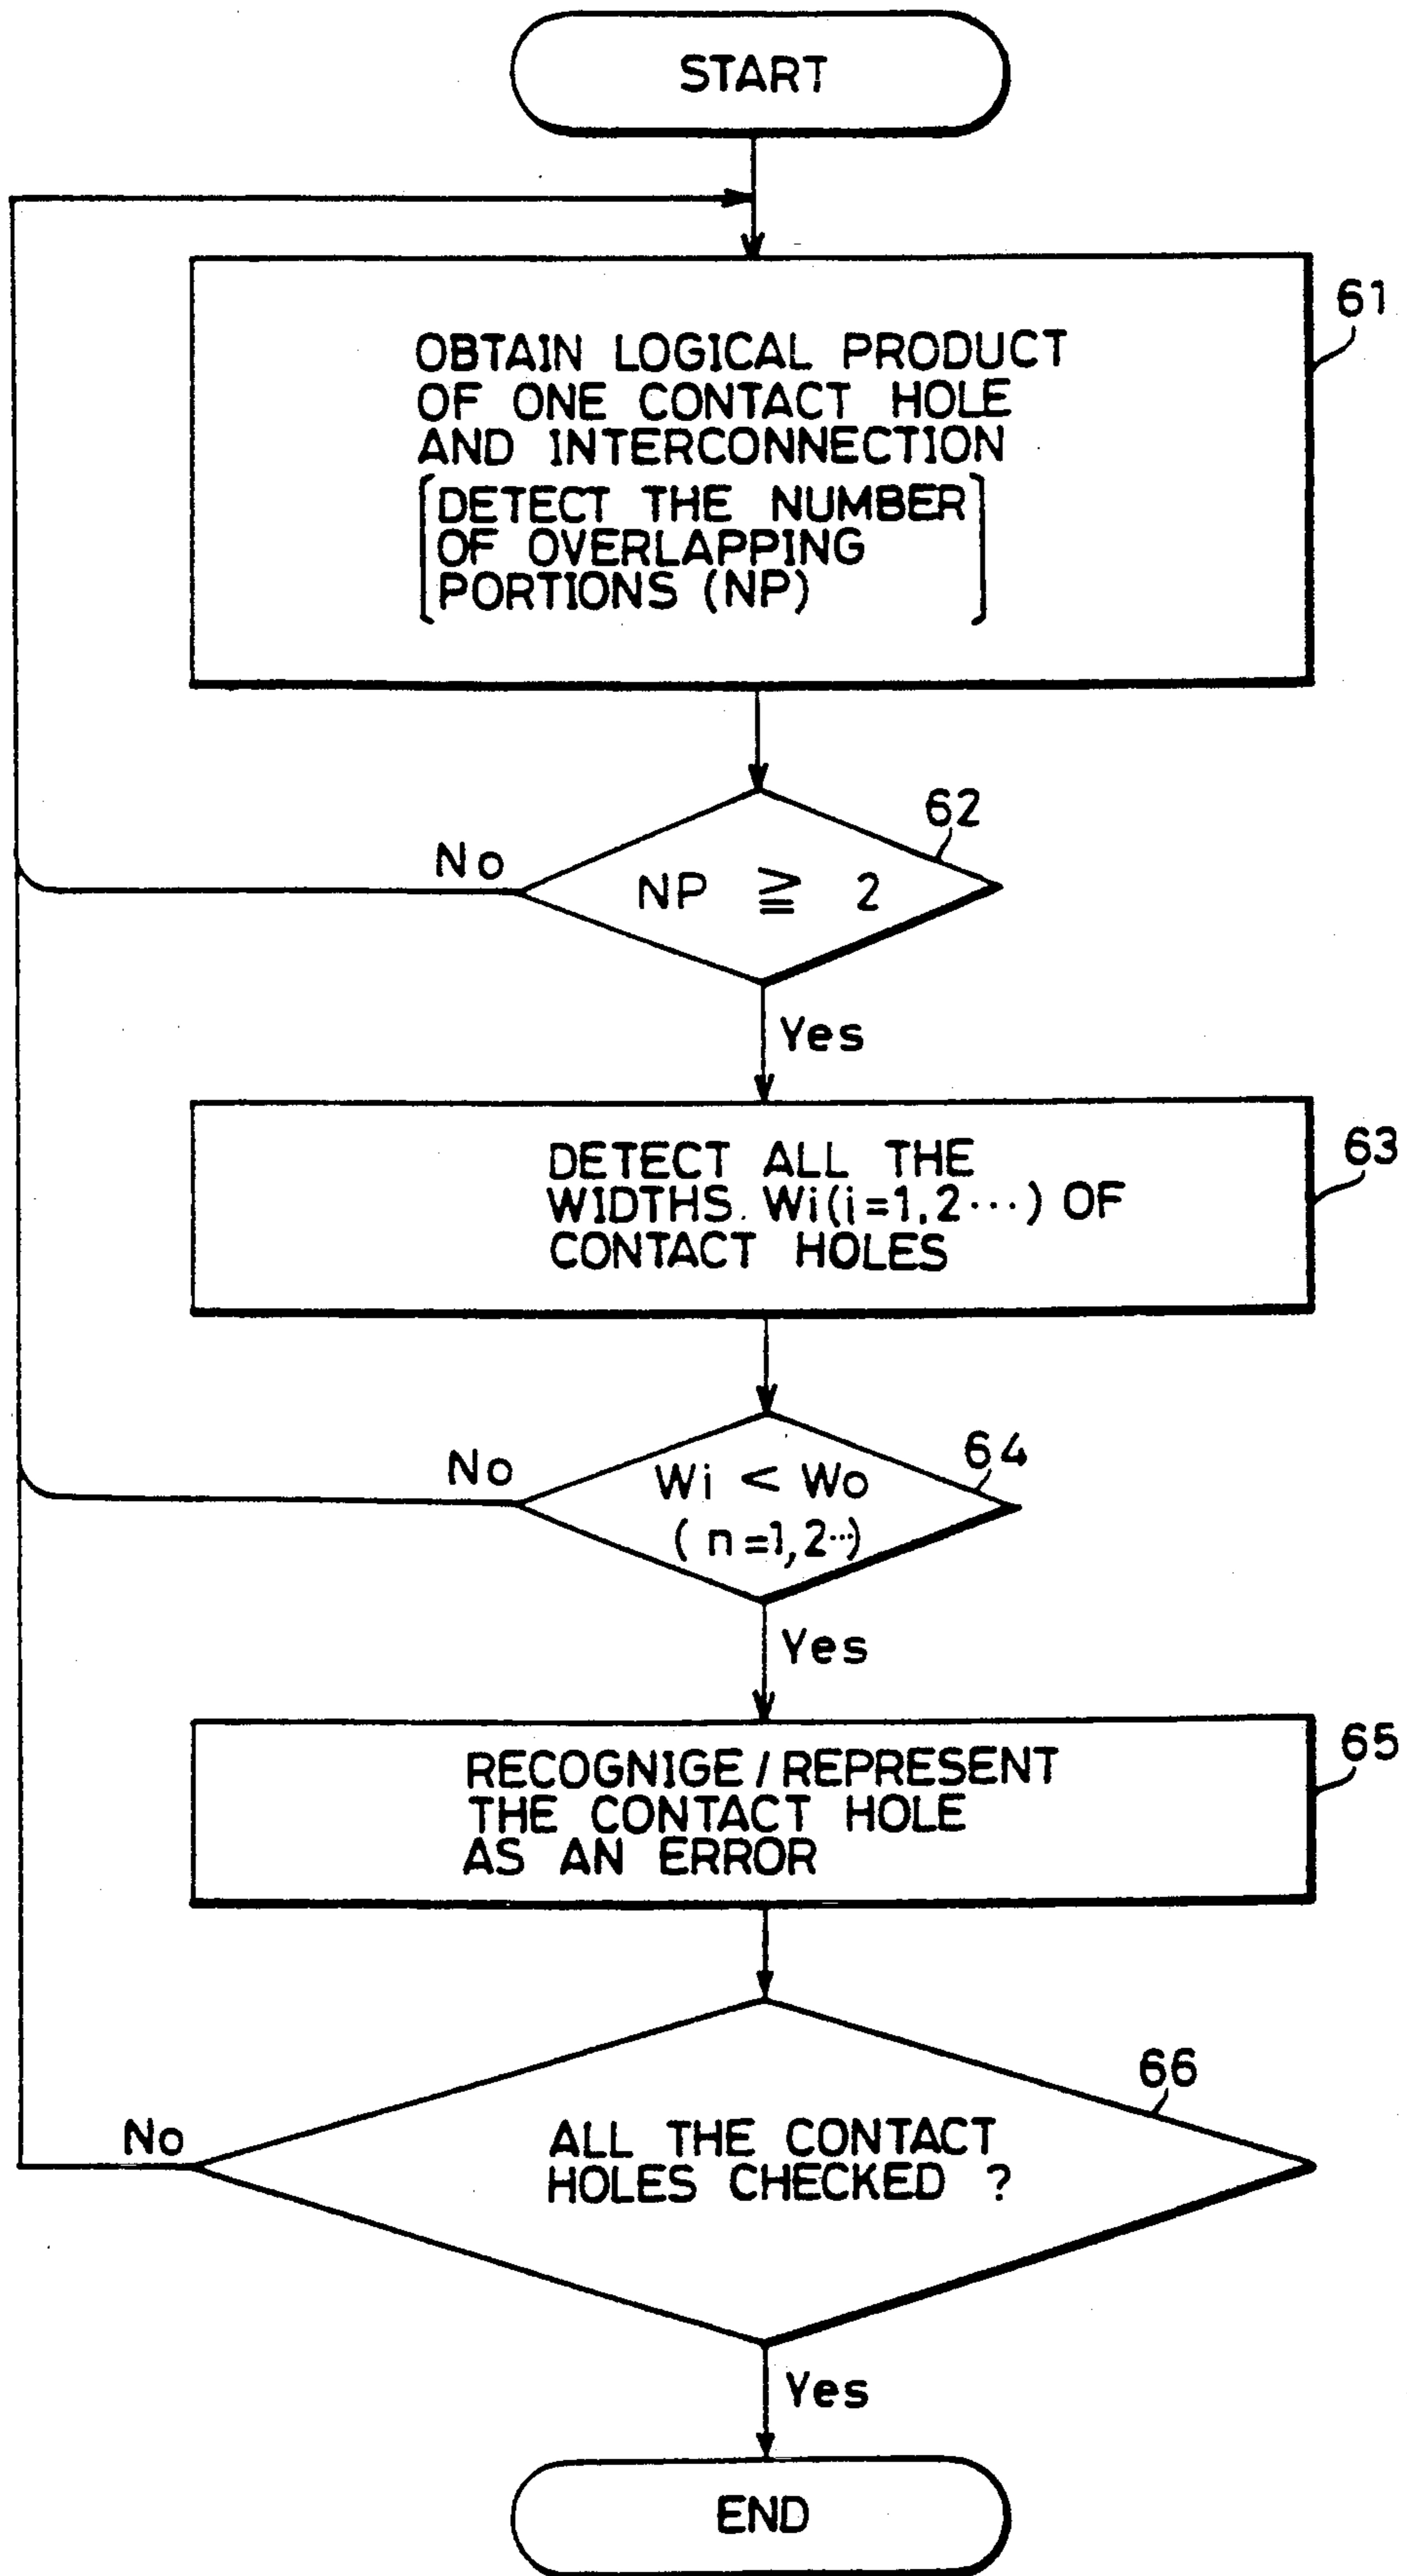 START
61
OBTAIN LOGICAL PRODUCT
OF ONE CONTACT HOLE
AND INTERCONNECTION
[DETECT THE NUMBER
OF OVERLAPPING
PORTIONS (NP)]
62
No
NP ≧ 2
Yes
63
DETECT ALL THE
WIDTHS. Wi(i=1,2···) OF
CONTACT HOLES
64
No
Wi < Wo
( n=1,2··)
Yes
65
RECOGNIGE / REPRESENT
THE CONTACT HOLE
AS AN ERROR
66
No
ALL THE CONTACT
HOLES CHECKED ?
Yes
END